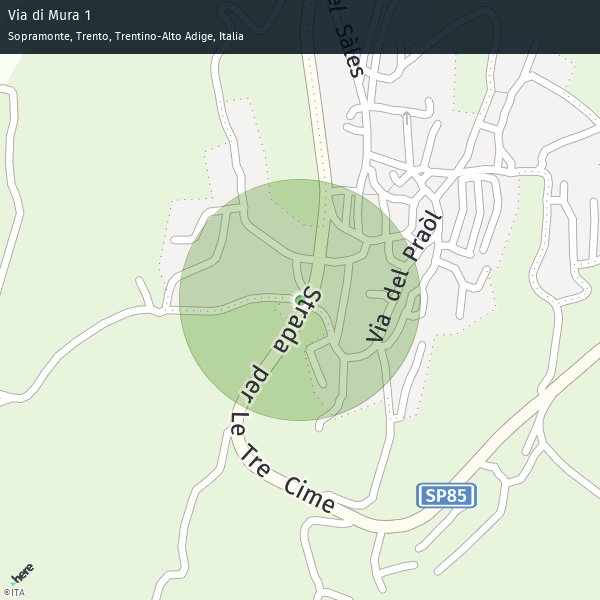 Via di Mura 1
Sopramonte, Trento, Trentino-Alto Adige, Italia
el Sàles
Via del Praòl
Strada per Le Tre Cime
SP85
here
©ITA